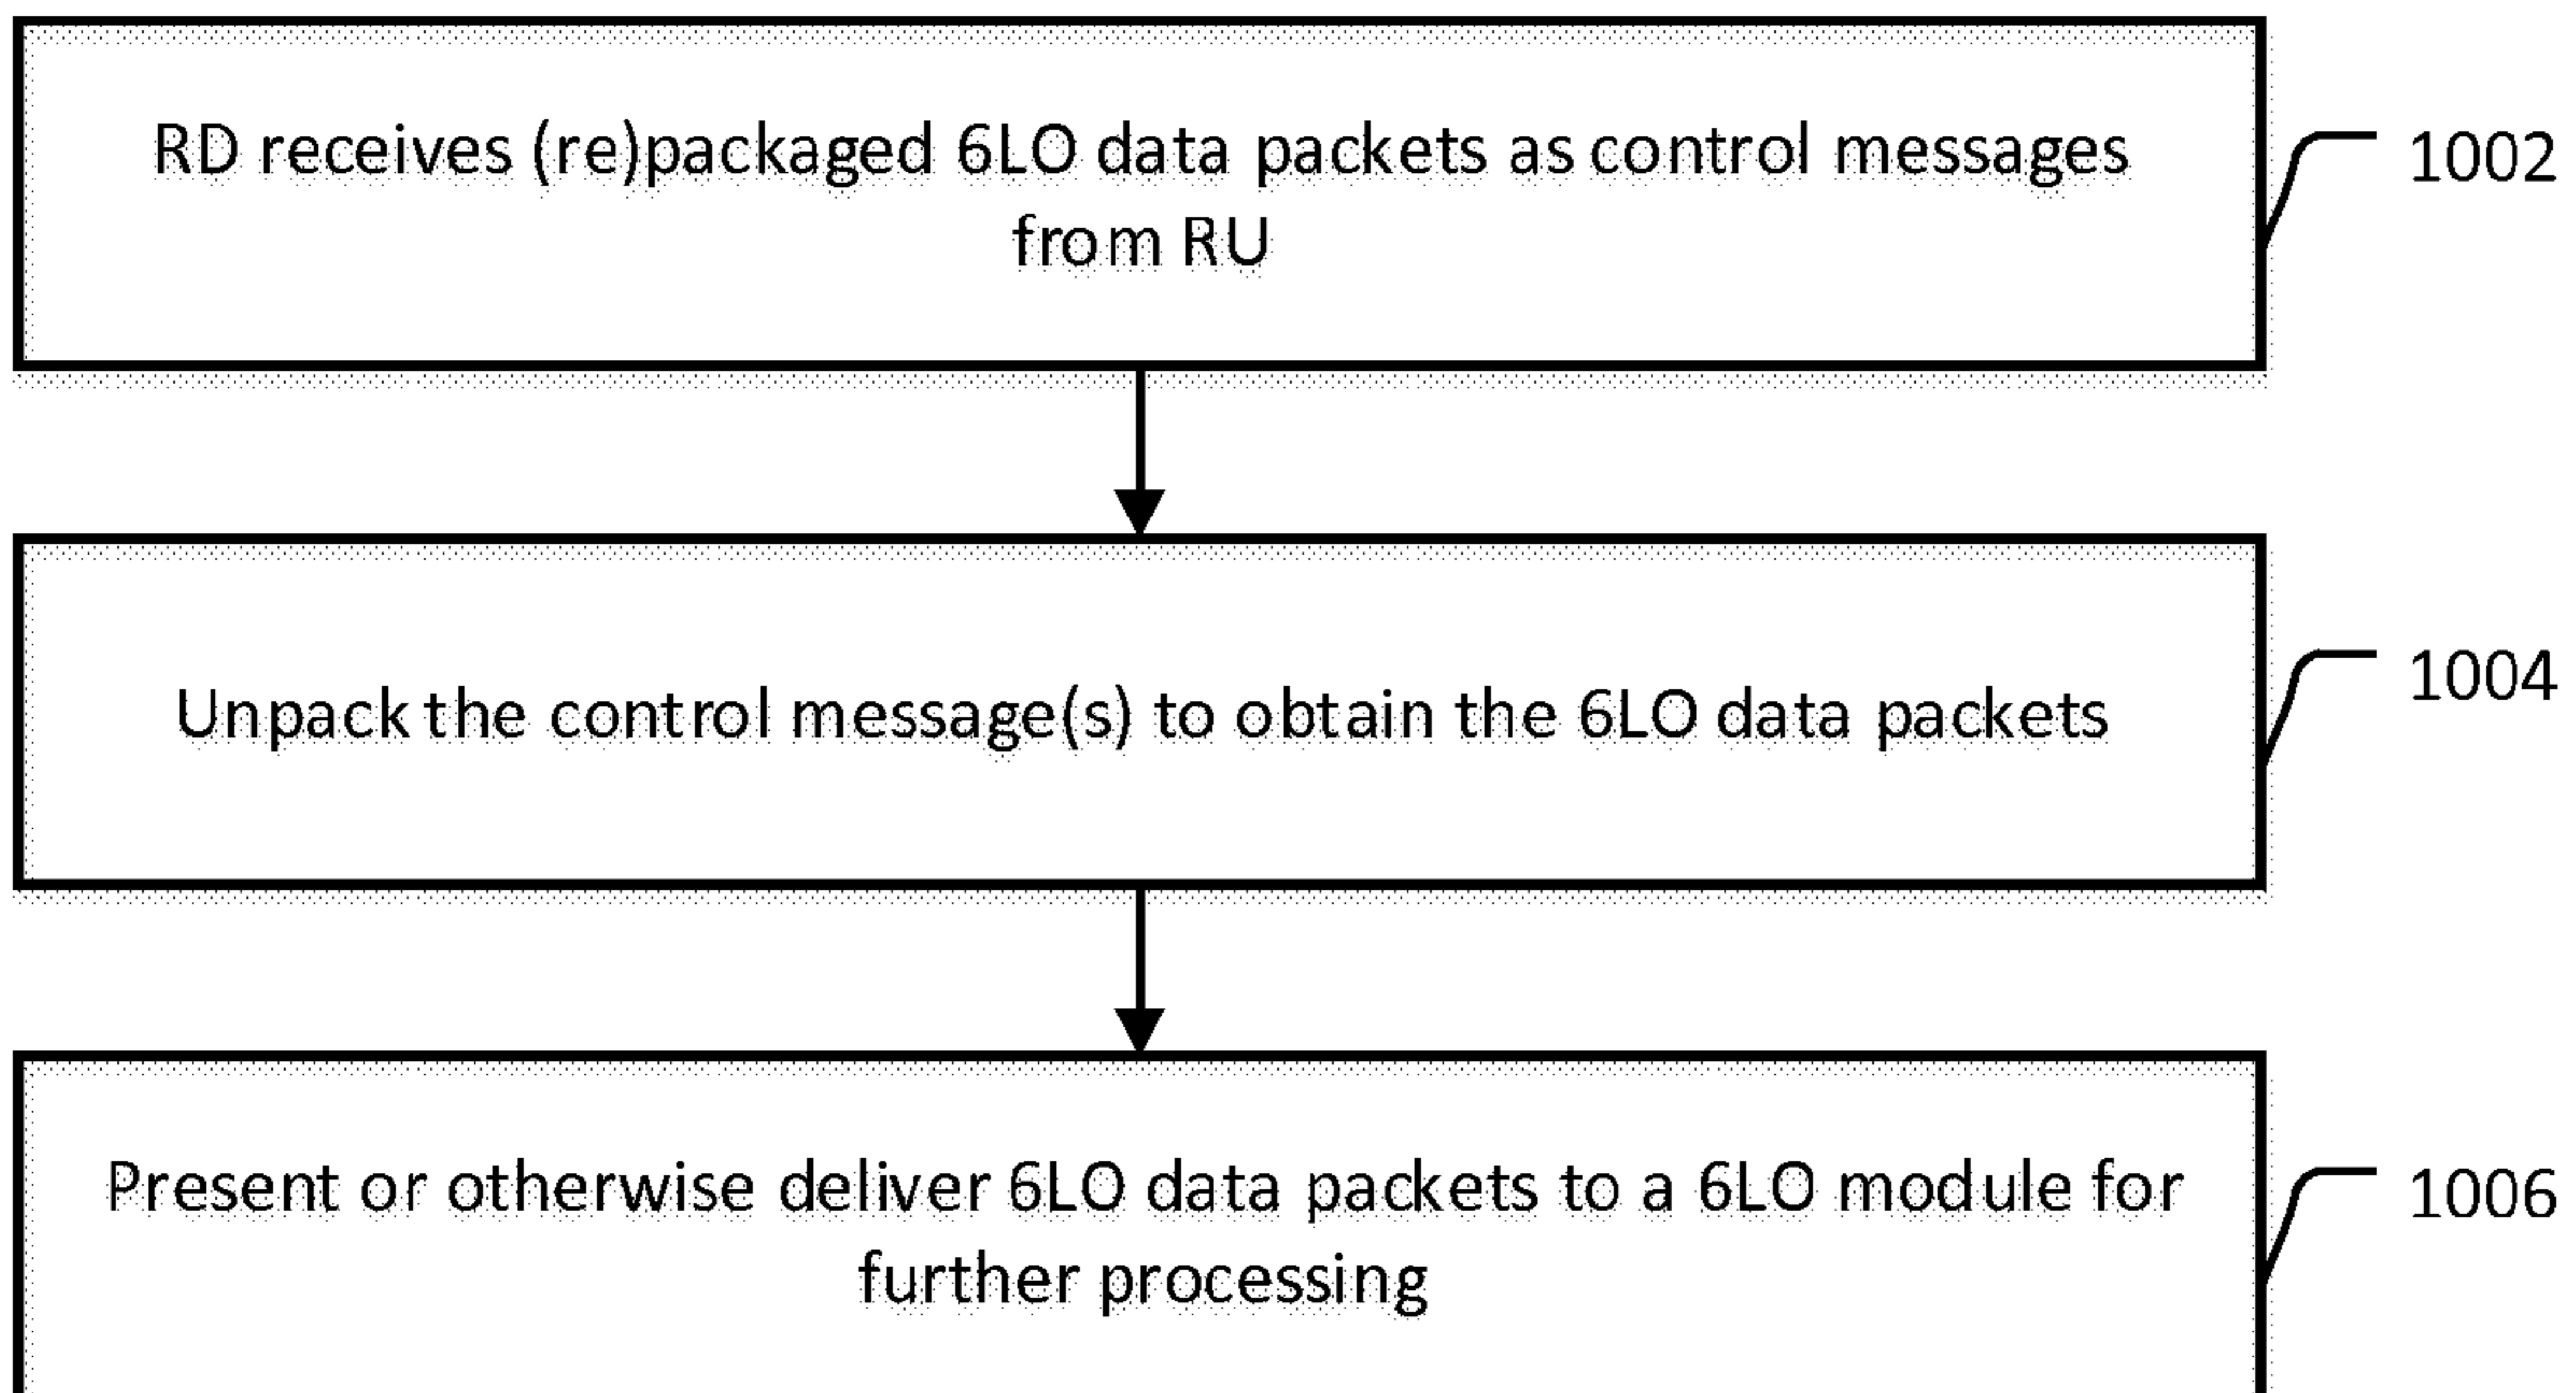 RD receives (re)packaged 6LO data packets as control messages
from RU
1002
Unpack the control message(s) to obtain the 6LO data packets
1004
Present or otherwise deliver 6LO data packets to a 6LO module for
further processing
1006